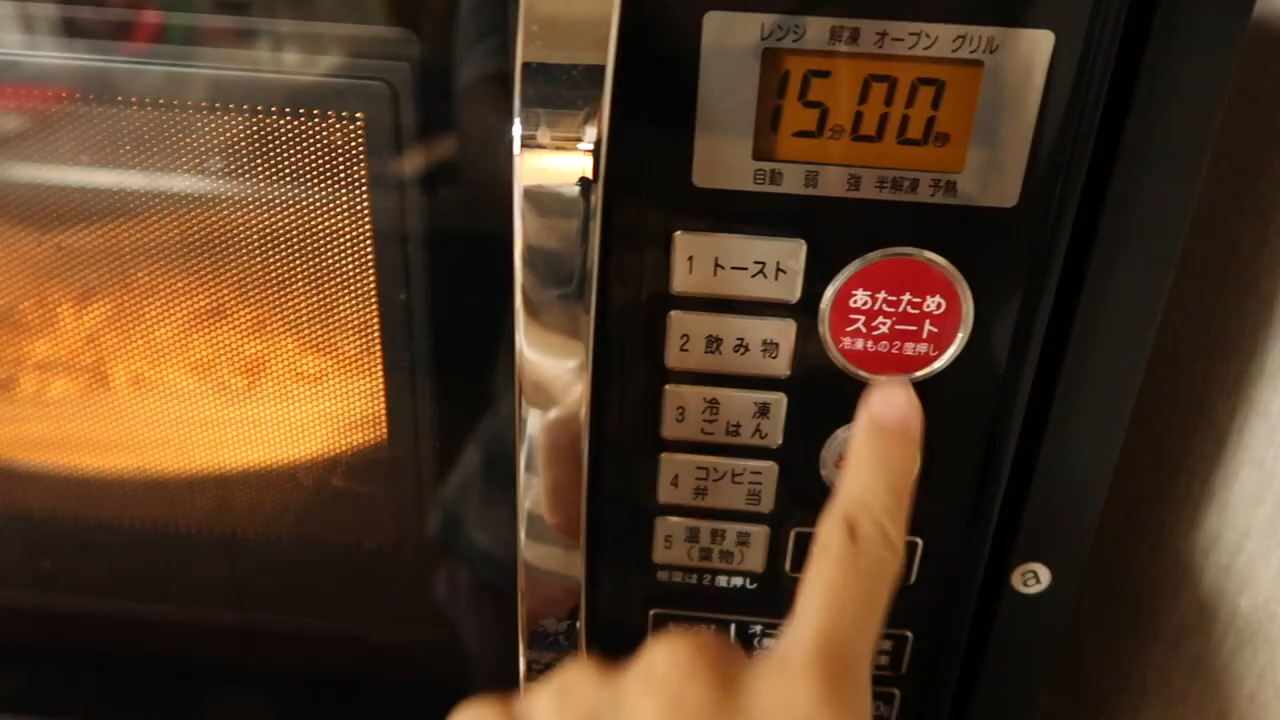 レンジ 解凍 オーブン グリル
15分00秒
自動 弱 強 半解凍 予熱
1 トースト
あたため
スタート
冷凍もの2度押し
2 飲み物
3 冷凍
ごはん
4 コンビニ
弁当
5 温野菜
(葉物)
根菜は2度押し
a